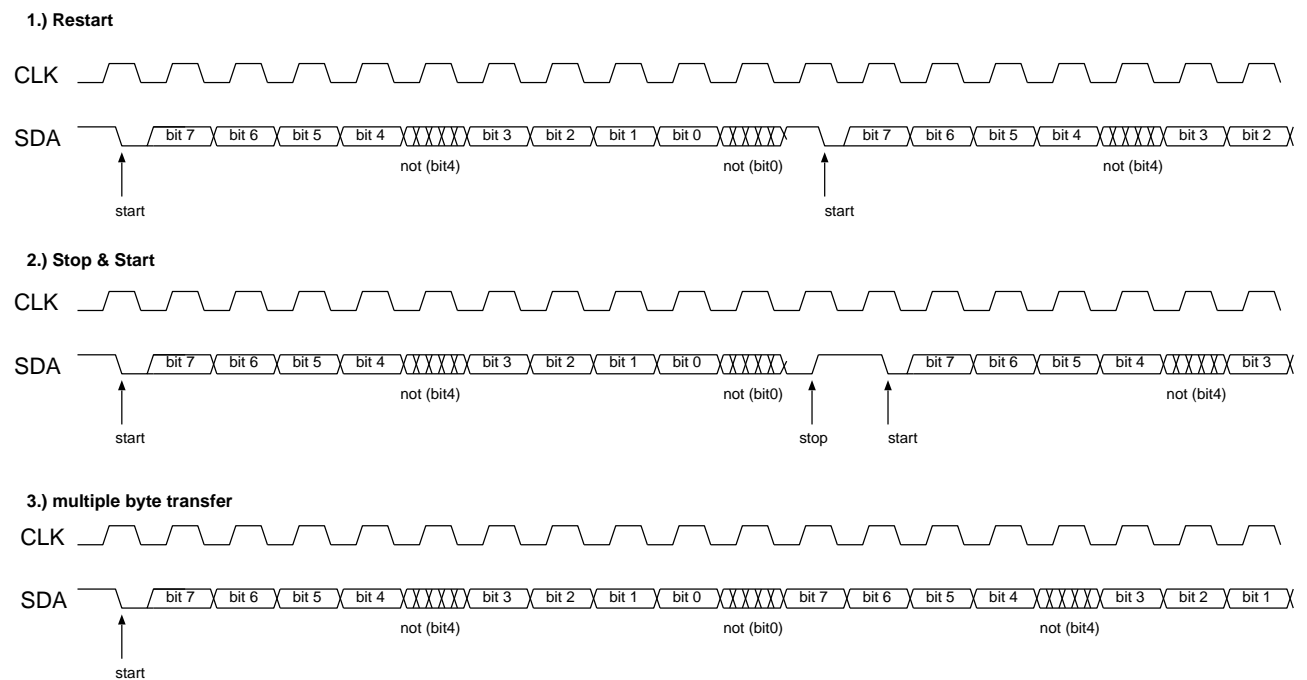 1.) Restart
CLK
SDA bit 7 bit 6 bit 5 bit 4 bit 3 bit 2 bit 1 bit 0 bit 7 bit 6 bit 5 bit 4 bit 3 bit 2
not (bit4) not (bit0) not (bit4)
start start
2.) Stop & Start
CLK
SDA bit 7 bit 6 bit 5 bit 4 bit 3 bit 2 bit 1 bit 0 bit 7 bit 6 bit 5 bit 4 bit 3
not (bit4) not (bit0) not (bit4)
start stop start
3.) multiple byte transfer
CLK
SDA bit 7 bit 6 bit 5 bit 4 bit 3 bit 2 bit 1 bit 0 bit 7 bit 6 bit 5 bit 4 bit 3 bit 2 bit 1
not (bit4) not (bit0) not (bit4)
start